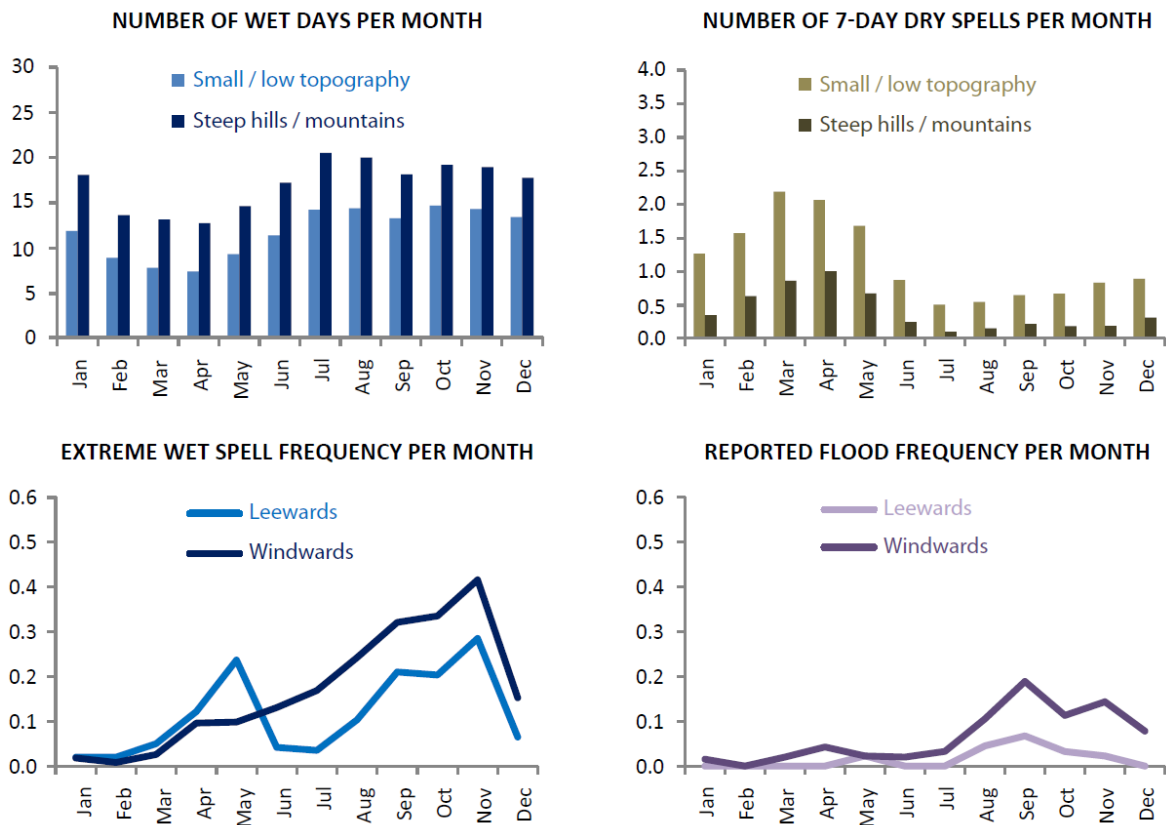 NUMBER OF WET DAYS PER MONTH
30
25
20
15
10
5
0
Small / low topography
Steep hills / mountains
Jan
Feb
Mar
Apr
May
Jun
Jul
Aug
Sep
Oct
Nov
Dec
NUMBER OF 7-DAY DRY SPELLS PER MONTH
4.0
3.5
3.0
2.5
2.0
1.5
1.0
0.5
0.0
Small / low topography
Steep hills / mountains
Jan
Feb
Mar
Apr
May
Jun
Jul
Aug
Sep
Oct
Nov
Dec
EXTREME WET SPELL FREQUENCY PER MONTH
0.6
0.5
0.4
0.3
0.2
0.1
0.0
Leewards
Windwards
Jan
Feb
Mar
Apr
May
Jun
Jul
Aug
Sep
Oct
Nov
Dec
REPORTED FLOOD FREQUENCY PER MONTH
0.6
0.5
0.4
0.3
0.2
0.1
0.0
Leewards
Windwards
Jan
Feb
Mar
Apr
May
Jun
Jul
Aug
Sep
Oct
Nov
Dec